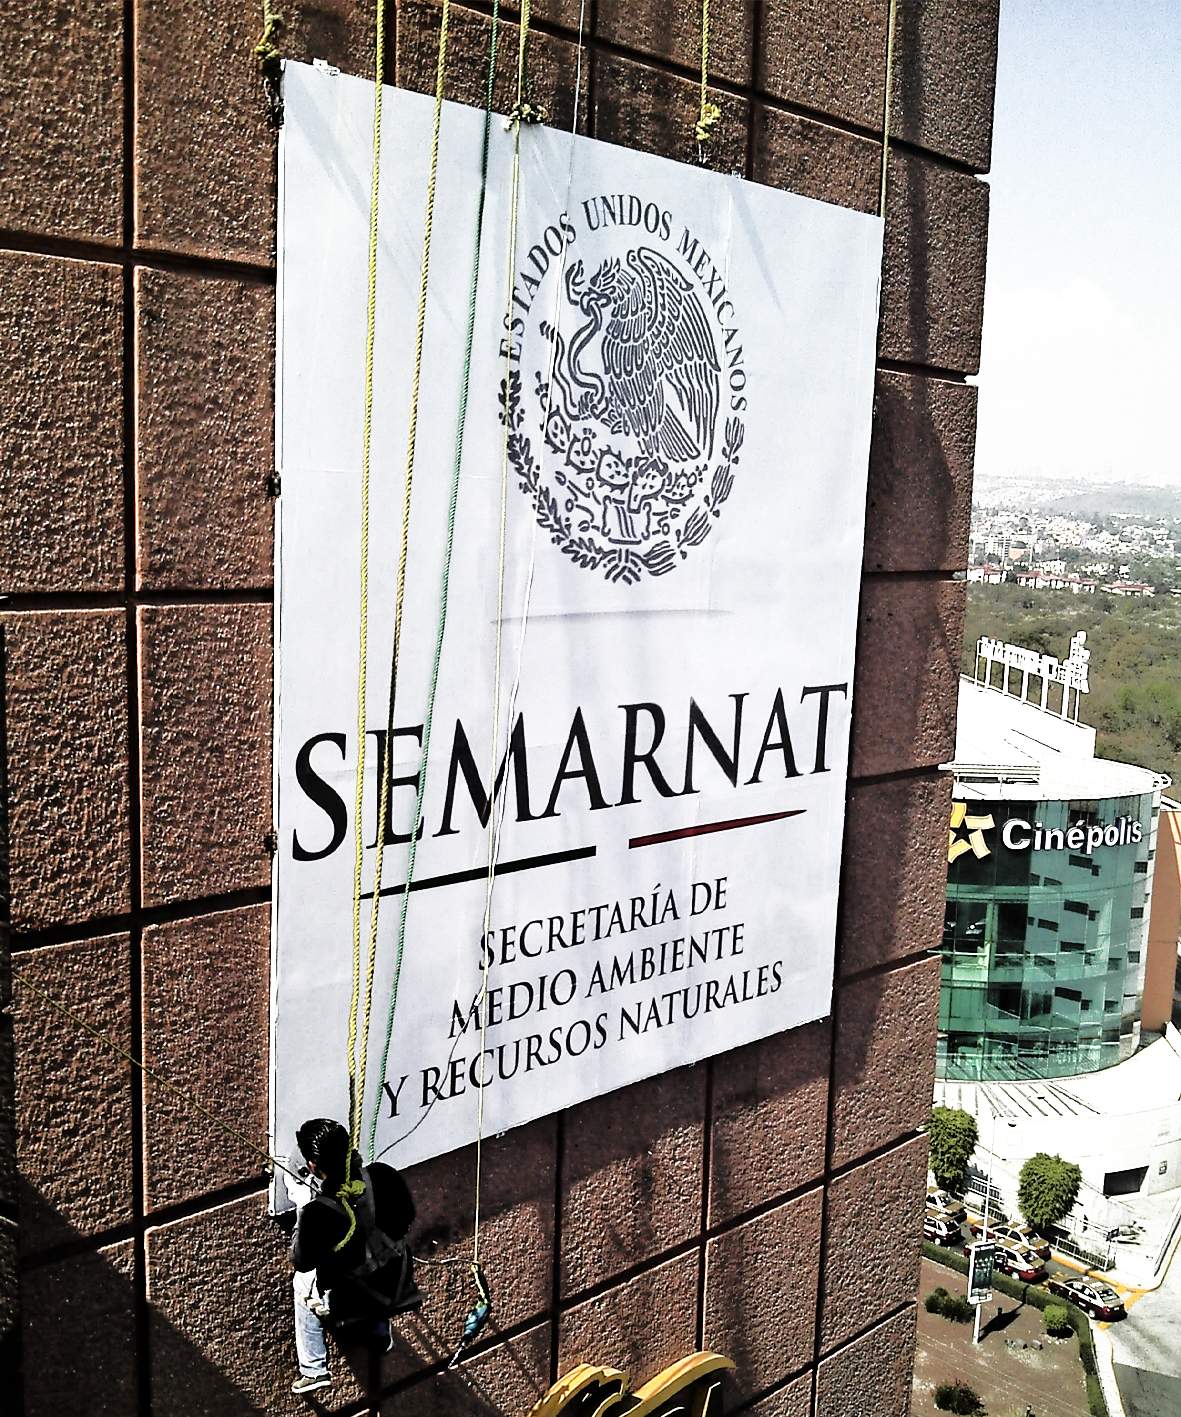 ESTADOS UNIDOS MEXICANOS
SEMARNAT
SECRETARÍA DE
MEDIO AMBIENTE
Y RECURSOS NATURALES
Cinépolis